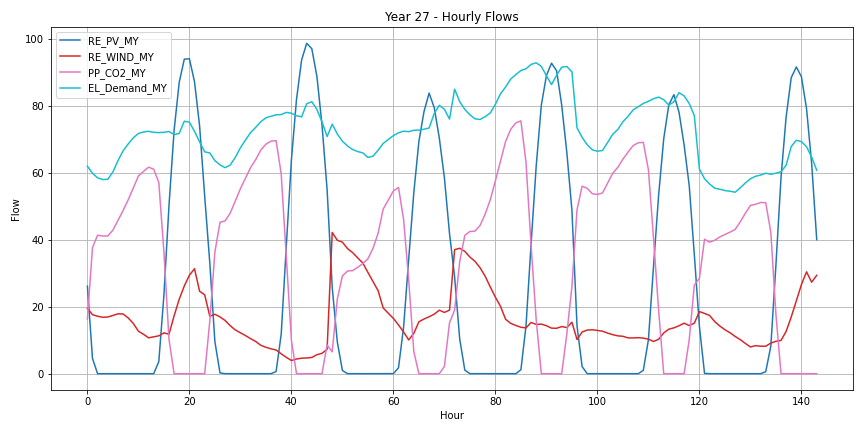 Year 27 - Hourly Flows
RE_PV_MY
RE_WIND_MY
PP_CO2_MY
EL_Demand_MY
100
80
60
40
20
0
Flow
0 20 40 60 80 100 120 140
Hour